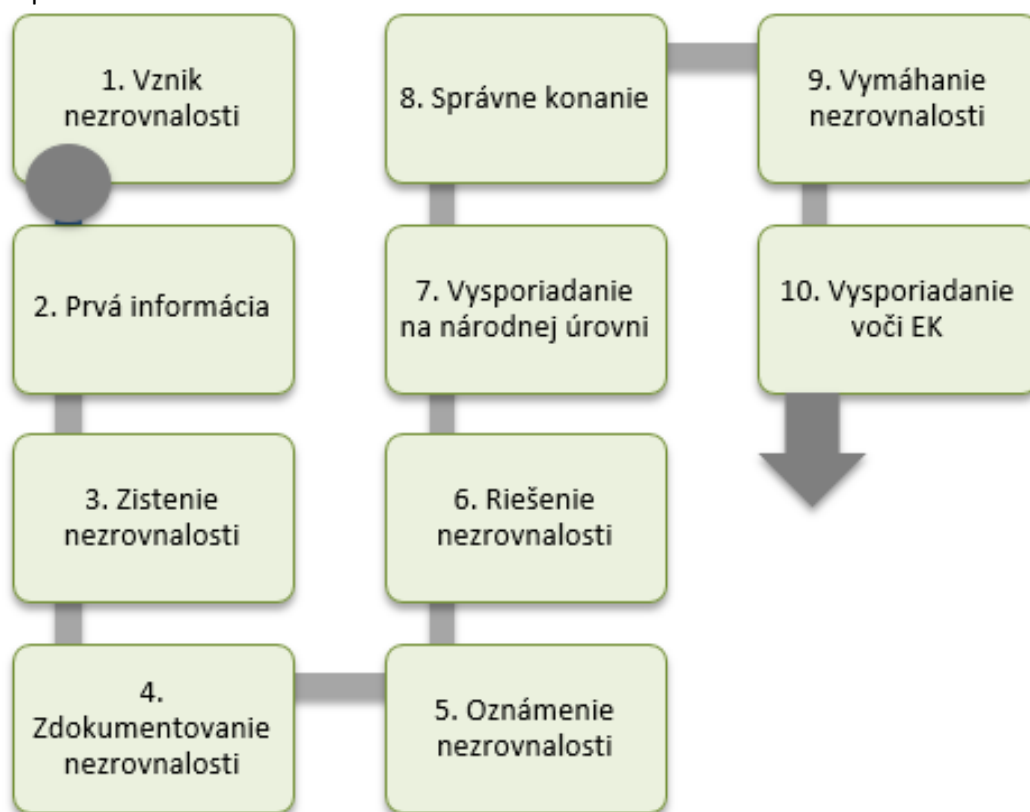 1. Vznik
nezrovnalosti
2. Prvá informácia
3. Zistenie
nezrovnalosti
4.
Zdokumentovanie
nezrovnalosti
5. Oznámenie
nezrovnalosti
6. Riešenie
nezrovnalosti
7. Vysporiadanie
na národnej úrovni
8. Správne konanie
9. Vymáhanie
nezrovnalosti
10. Vysporiadanie
voči EK